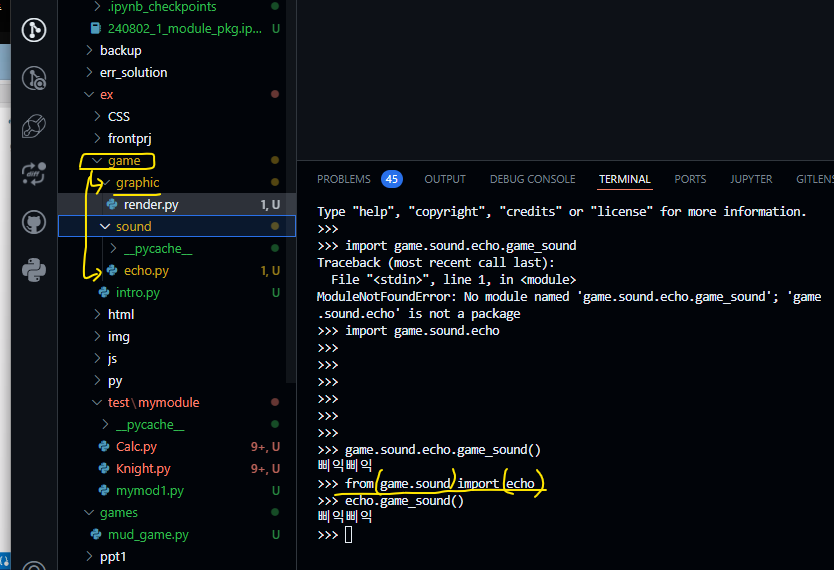 .ipynb_checkpoints
240802_1_module_pkg.ip... U
backup
err_solution
ex
CSS
frontprj
game
graphic
render.py 1, U
sound
__pycache__
echo.py 1, U
intro.py U
html
img
js
py
test\mymodule
__pycache__
Calc.py 9+, U
Knight.py 9+, U
mymod1.py U
games
mud_game.py U
ppt1
diff
PROBLEMS 45 OUTPUT DEBUG CONSOLE TERMINAL PORTS JUPYTER GITLENS
Type "help", "copyright", "credits" or "license" for more information.
>>>
>>> import game.sound.echo.game_sound
Traceback (most recent call last):
  File "<stdin>", line 1, in <module>
ModuleNotFoundError: No module named 'game.sound.echo.game_sound'; 'game
.sound.echo' is not a package
>>> import game.sound.echo
>>>
>>>
>>>
>>>
>>>
>>>
>>> game.sound.echo.game_sound()
삐익삐익
>>> from game.sound import echo
>>> echo.game_sound()
삐익삐익
>>>